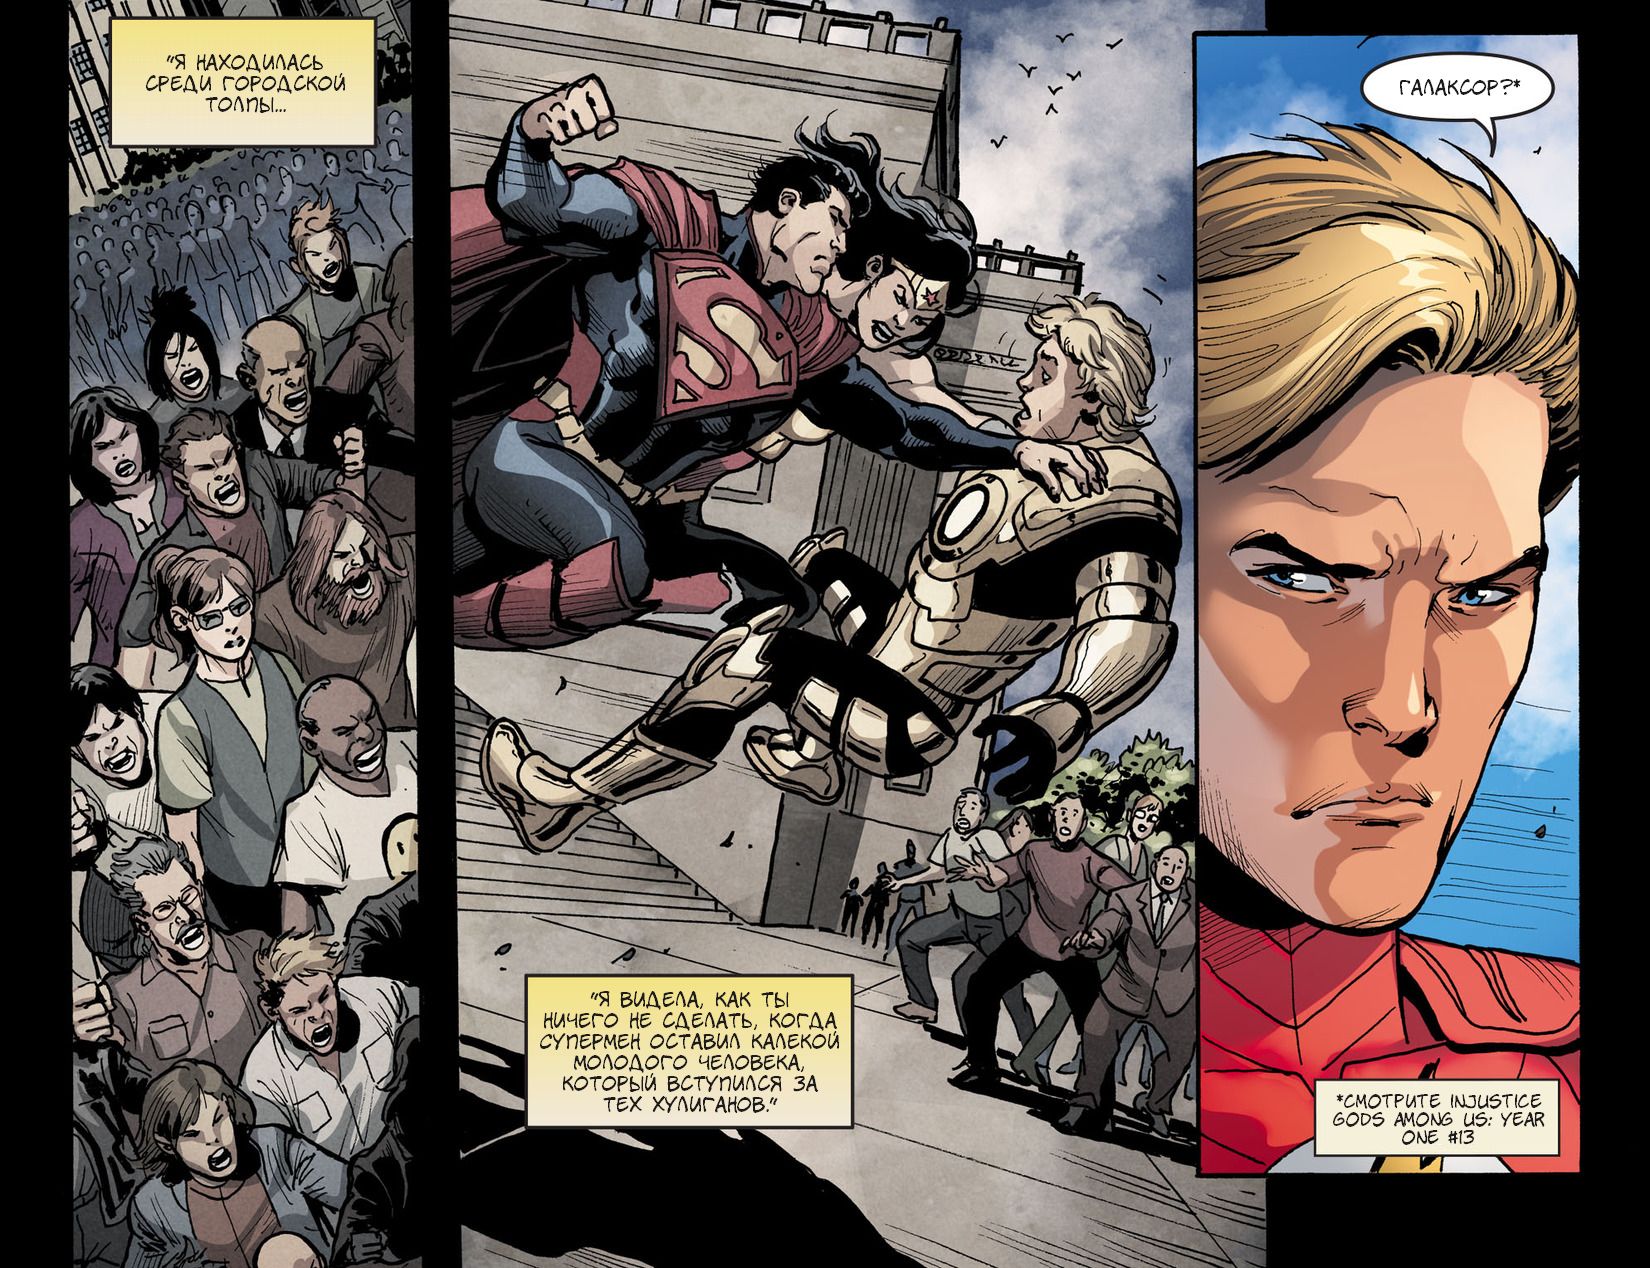 "Я НАХОДИЛАСЬ
СРЕДИ ГОРОДСКОЙ
ТОЛПЫ...
"Я ВИДЕЛА, КАК ТЫ
НИЧЕГО НЕ СДЕЛАТЬ, КОГДА
СУПЕРМЕН ОСТАВИЛ КАЛЕКОЙ
МОЛОДОГО ЧЕЛОВЕКА,
КОТОРЫЙ ВСТУПИЛСЯ ЗА
ТЕХ ХУЛИГАНОВ."
ГАЛАКСОР?*
*СМОТРИТЕ INJUSTICE
GODS AMONG US: YEAR
ONE #13